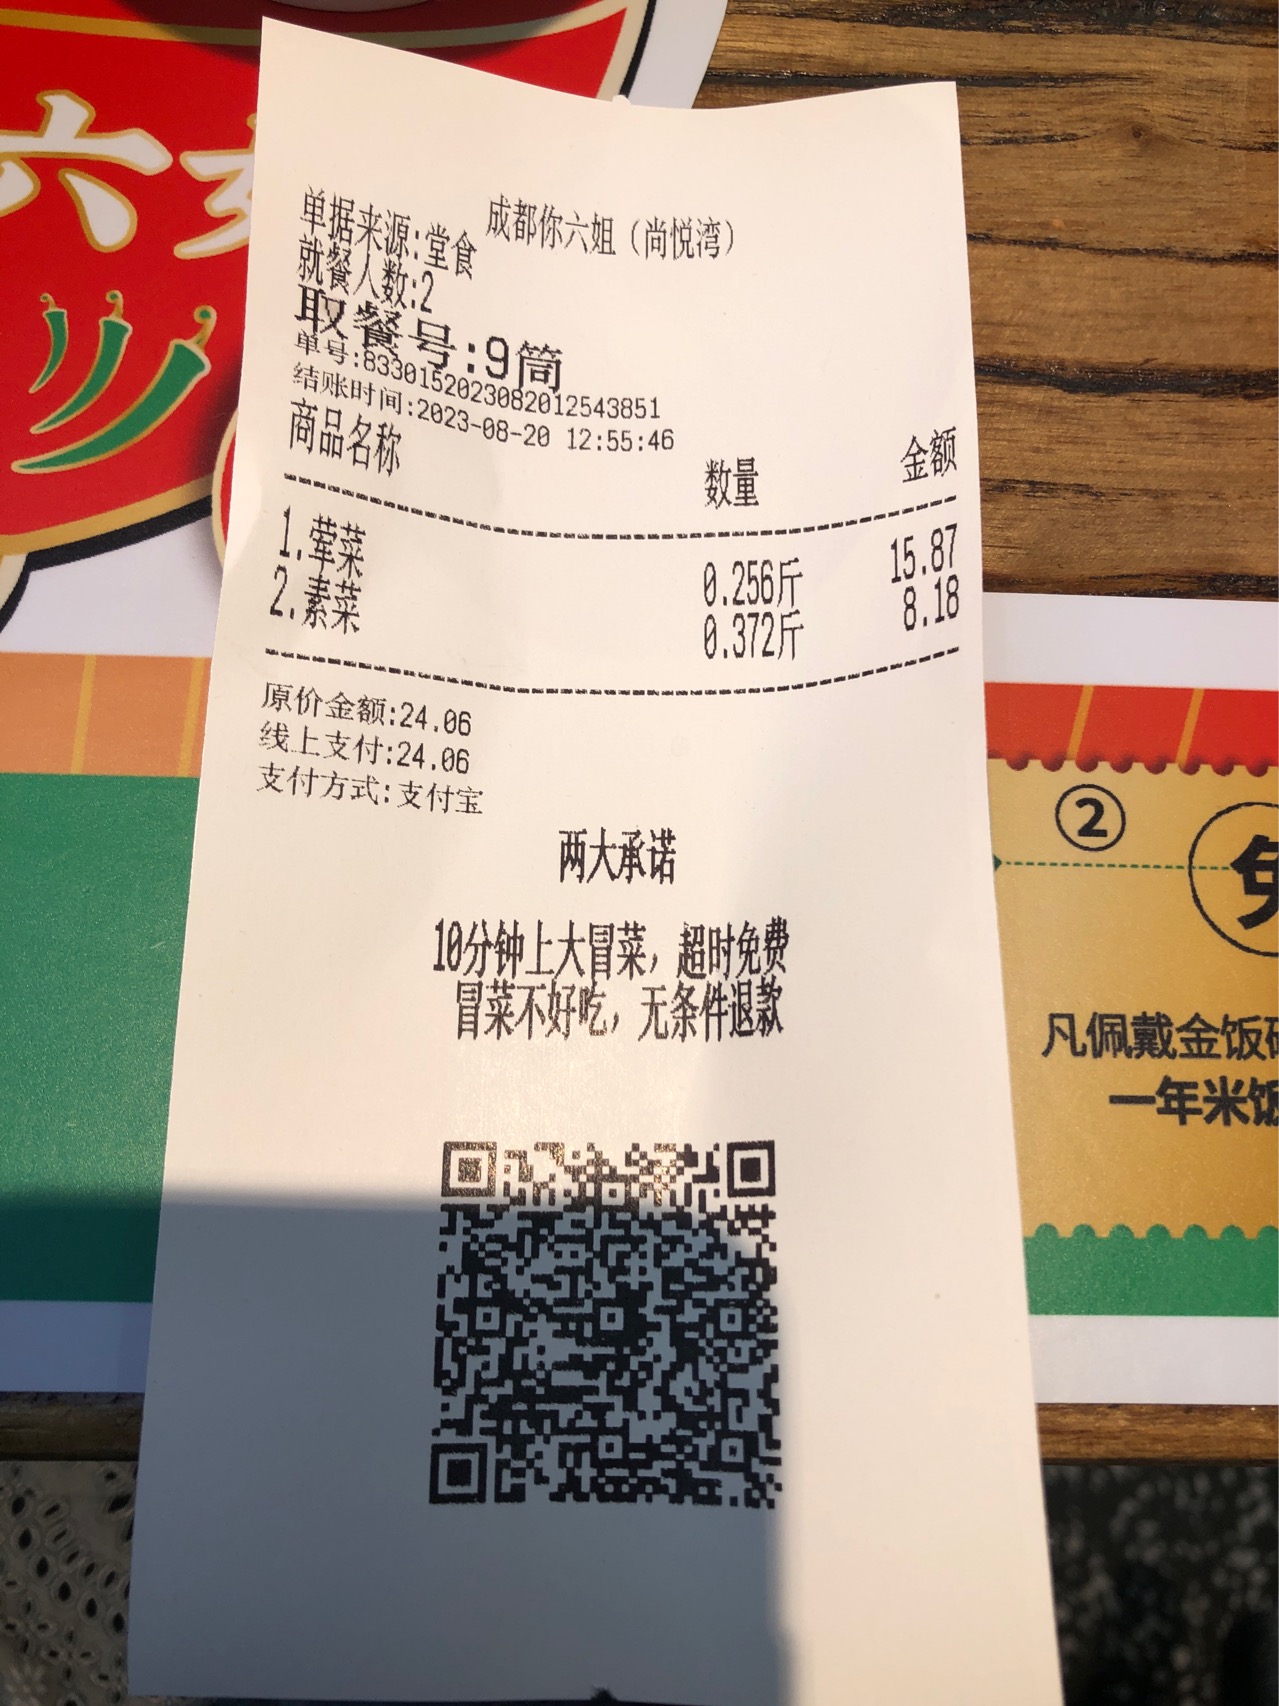 六
成都你六姐（尚悦湾）
单据来源:堂食
就餐人数:2
取餐号:9筒
单号:8330152023082012543851
结账时间:2023-08-20 12:55:46
商品名称 数量 金额
1.荤菜 0.256斤 15.87
2.素菜 0.372斤 8.18
原价金额:24.06
线上支付:24.06
支付方式:支付宝
两大承诺
10分钟上大冒菜，超时免费
冒菜不好吃，无条件退款
②
凡佩戴金饭
一年米饭